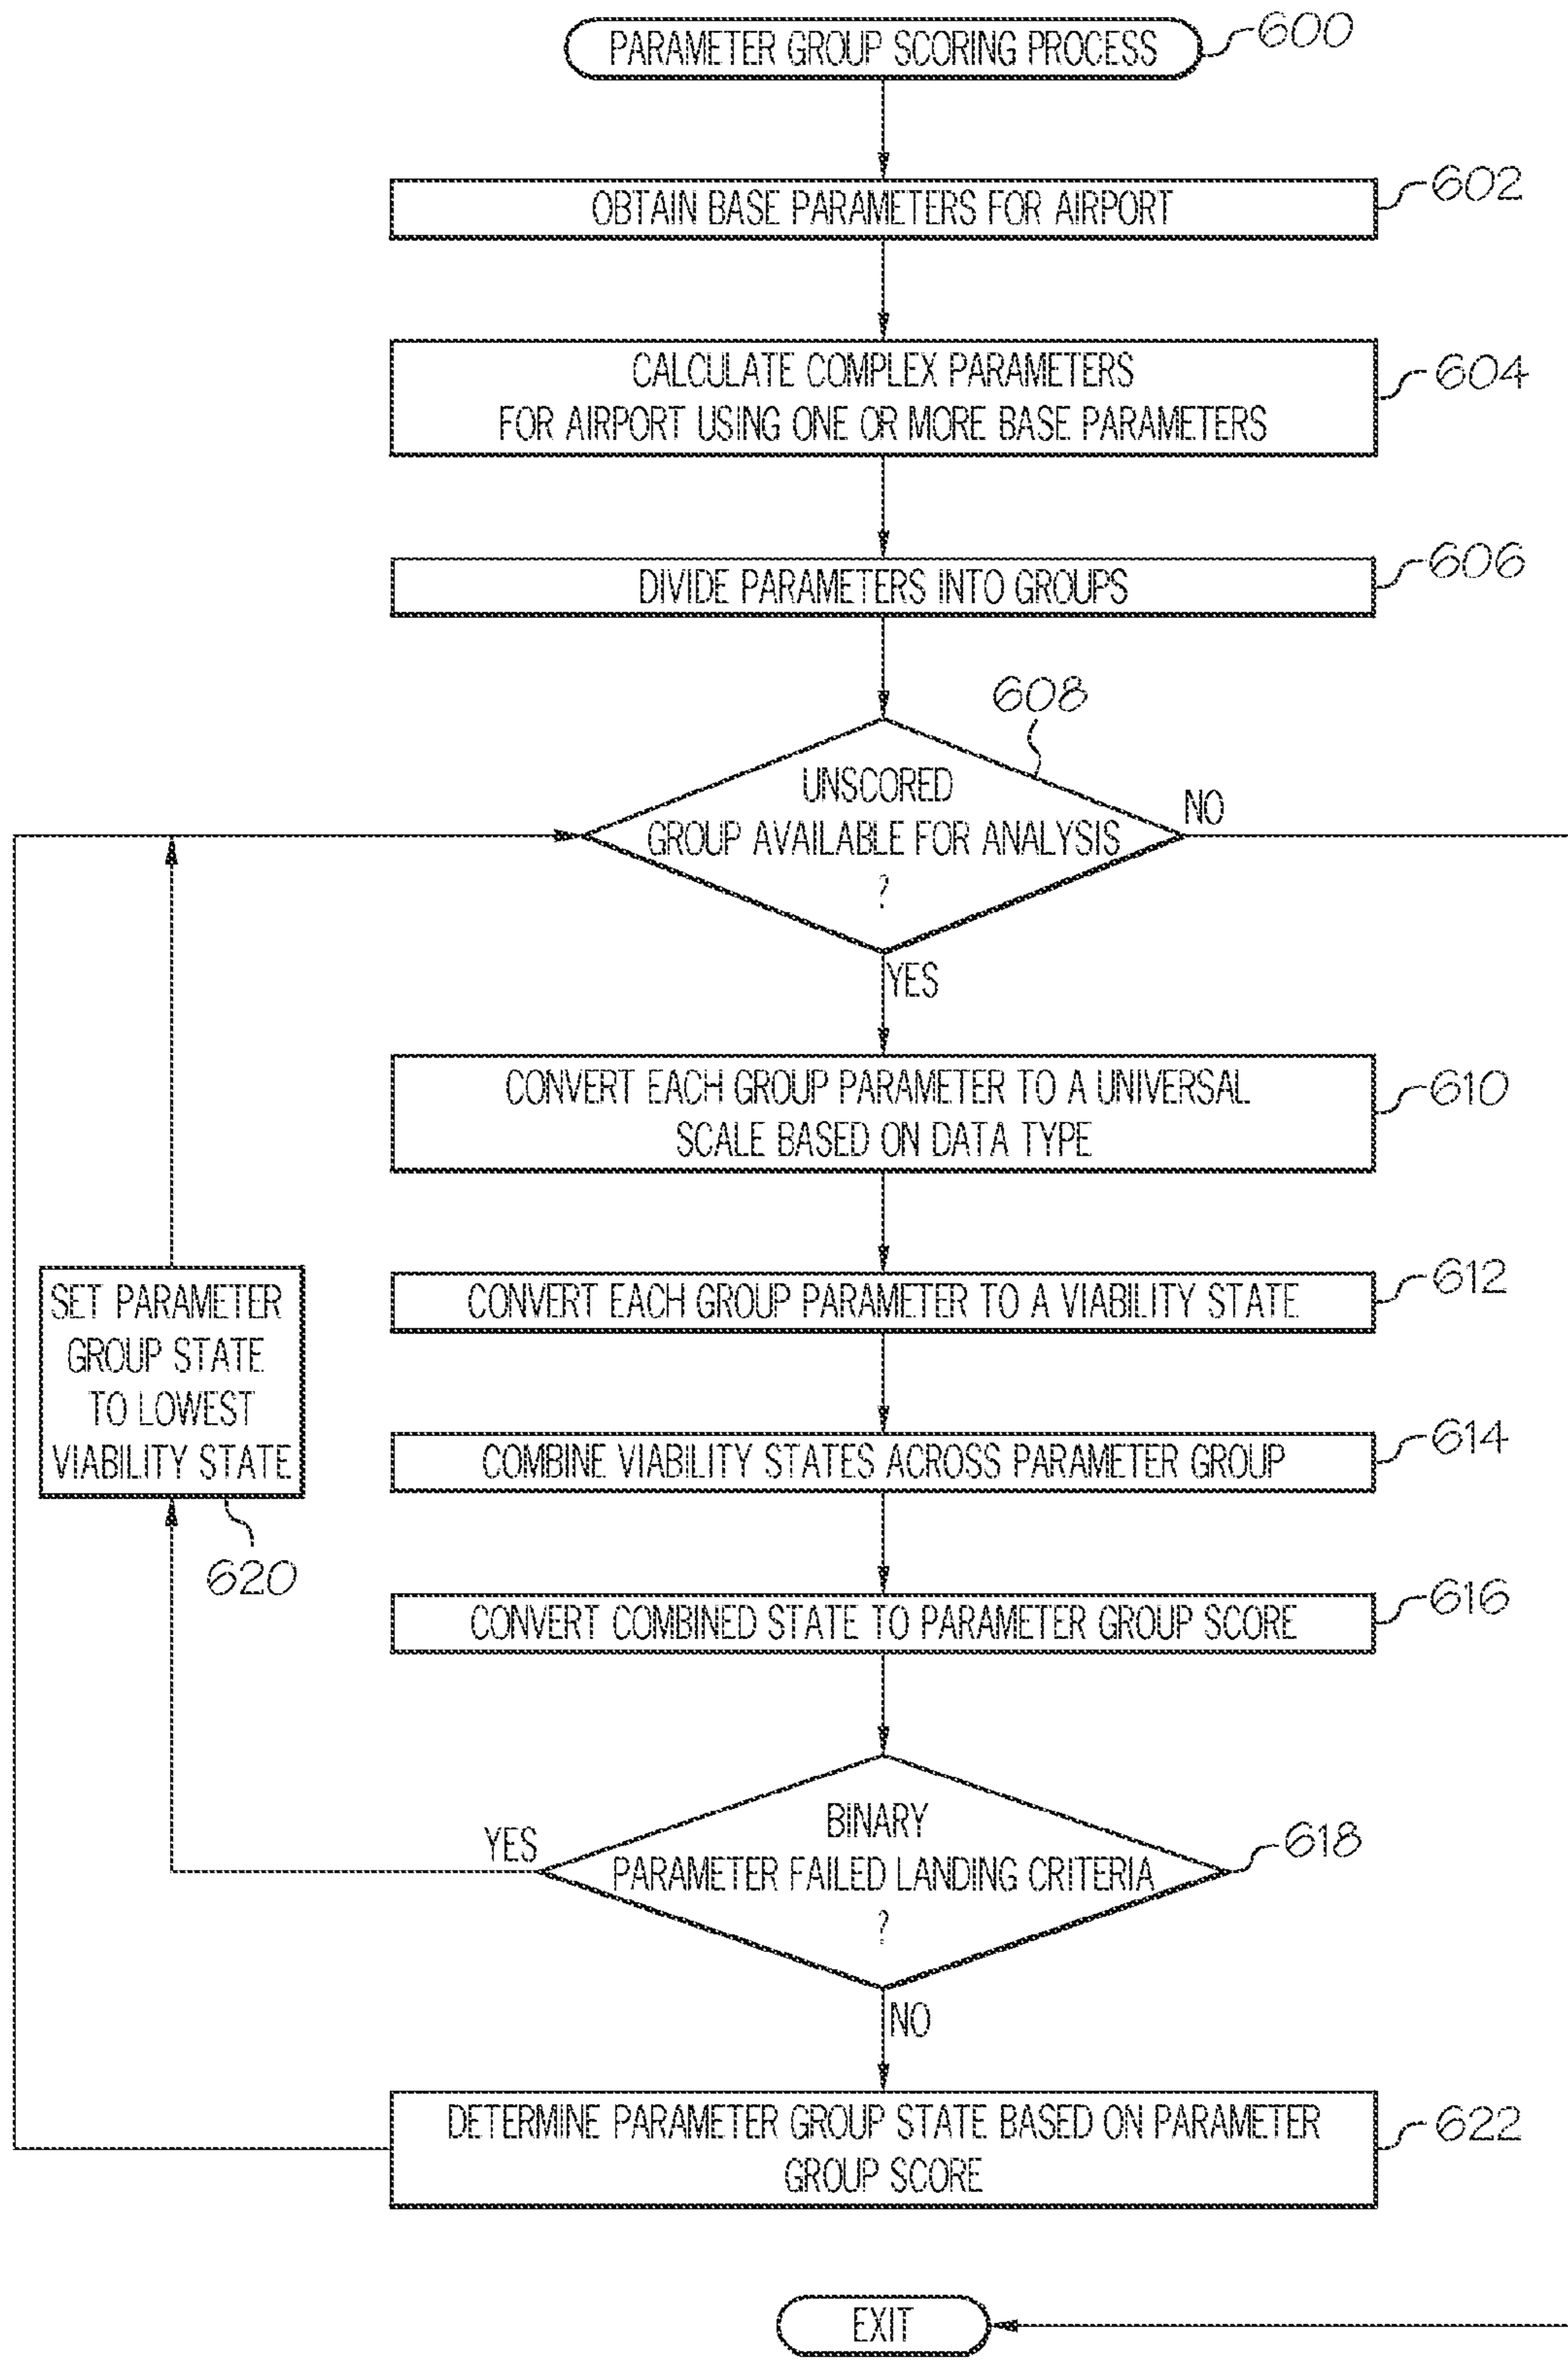 PARAMETER GROUP SCORING PROCESS
600
OBTAIN BASE PARAMETERS FOR AIRPORT
602
CALCULATE COMPLEX PARAMETERS
FOR AIRPORT USING ONE OR MORE BASE PARAMETERS
604
DIVIDE PARAMETERS INTO GROUPS
606
608
UNSCORED
GROUP AVAILABLE FOR ANALYSIS
?
NO
YES
CONVERT EACH GROUP PARAMETER TO A UNIVERSAL
SCALE BASED ON DATA TYPE
610
CONVERT EACH GROUP PARAMETER TO A VIABILITY STATE
612
SET PARAMETER
GROUP STATE
TO LOWEST
VIABILITY STATE
620
COMBINE VIABILITY STATES ACROSS PARAMETER GROUP
614
CONVERT COMBINED STATE TO PARAMETER GROUP SCORE
616
BINARY
PARAMETER FAILED LANDING CRITERIA
?
618
YES
NO
DETERMINE PARAMETER GROUP STATE BASED ON PARAMETER
GROUP SCORE
622
EXIT